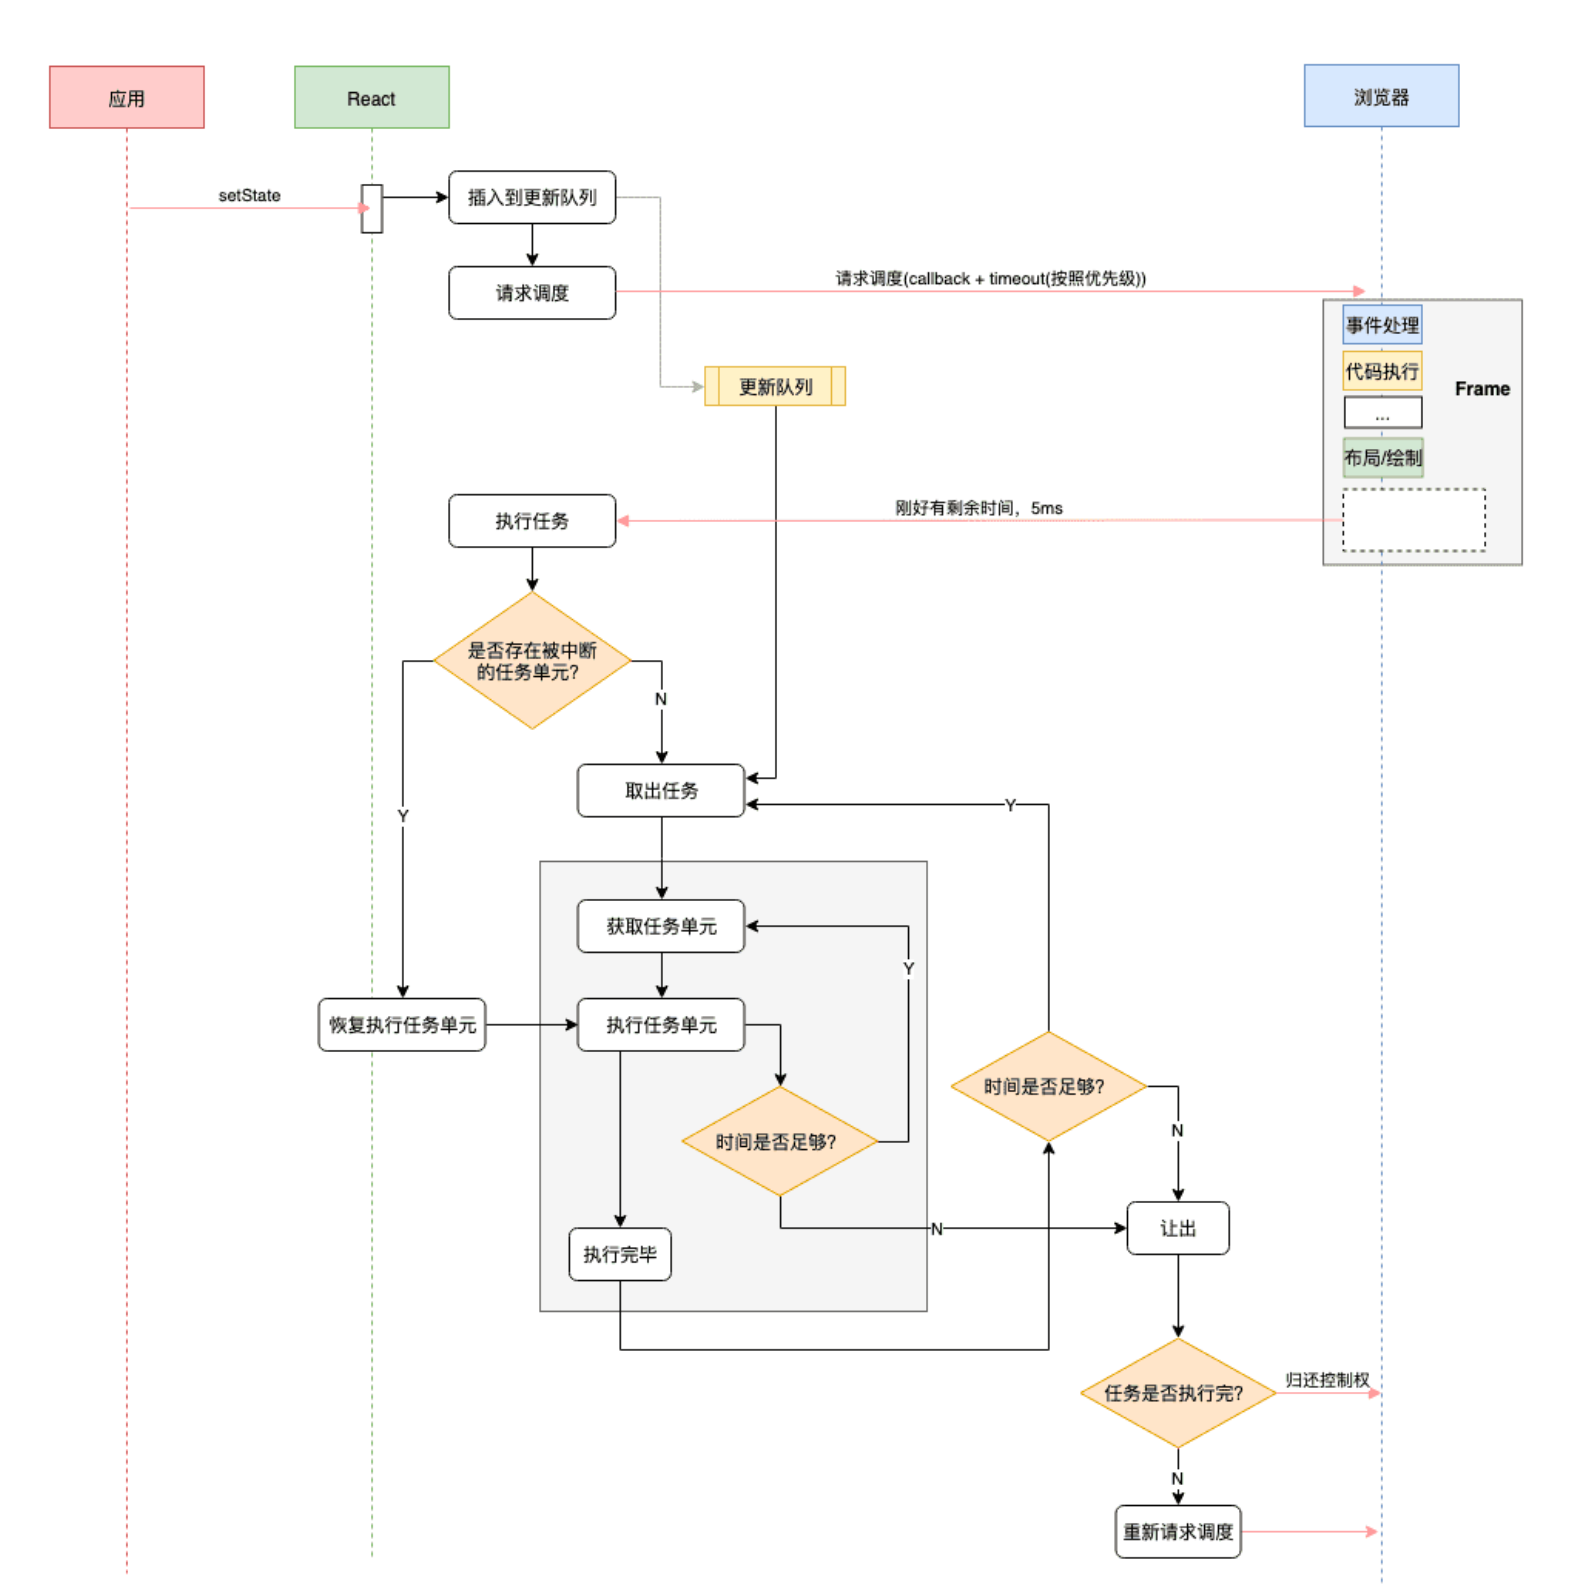 应用
React
浏览器
setState
插入到更新队列
请求调度
请求调度(callback + timeout(按照优先级))
事件处理
代码执行
...
布局/绘制
Frame
更新队列
执行任务
刚好有剩余时间，5ms
是否存在被中断
的任务单元?
N
Y
取出任务
Y
获取任务单元
Y
恢复执行任务单元
执行任务单元
时间是否足够?
时间是否足够?
N
N
让出
执行完毕
任务是否执行完?
归还控制权
N
重新请求调度